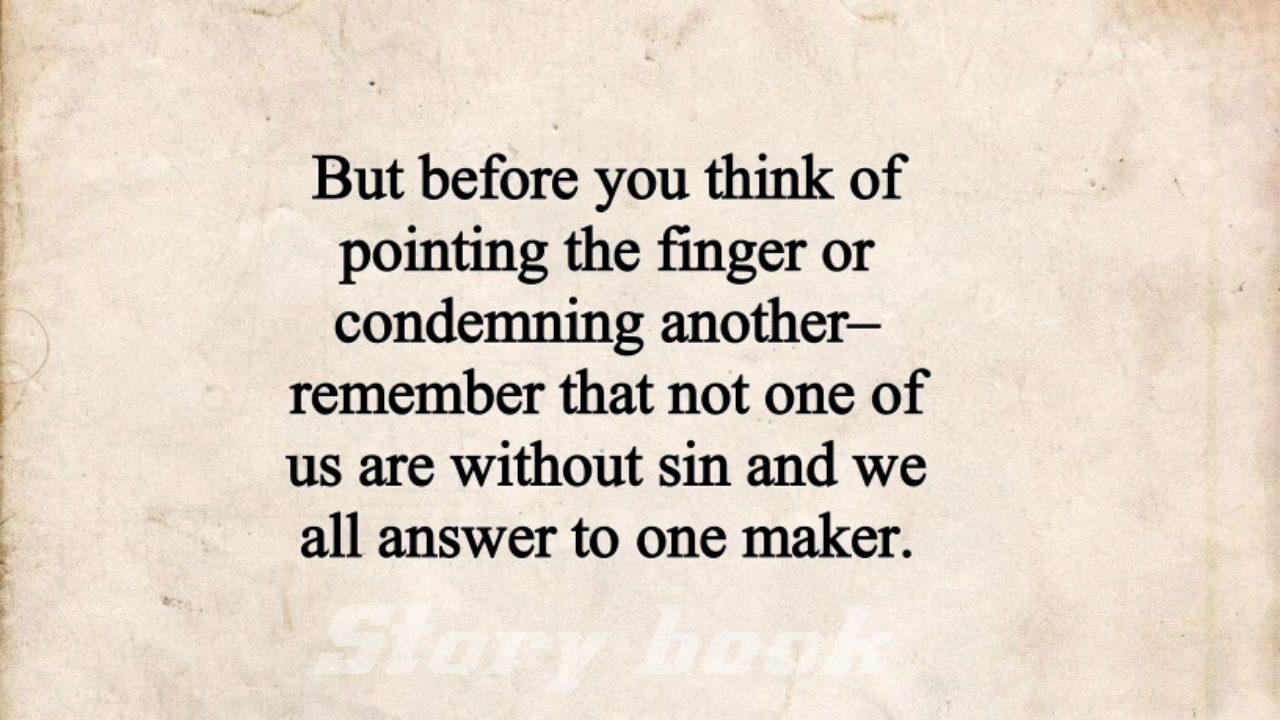 But before you think of
pointing the finger or
condemning another–
remember that not one of
us are without sin and we
all answer to one maker.
Story book